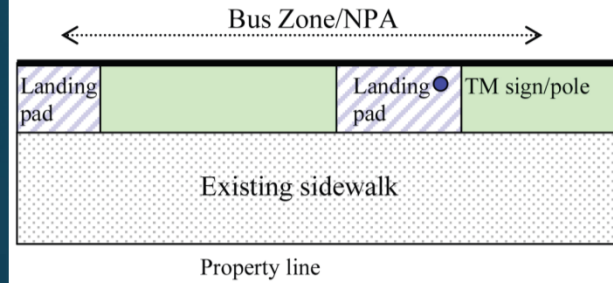 Bus Zone/NPA
Landing
pad
Landing
pad
TM sign/pole
Existing sidewalk
Property line